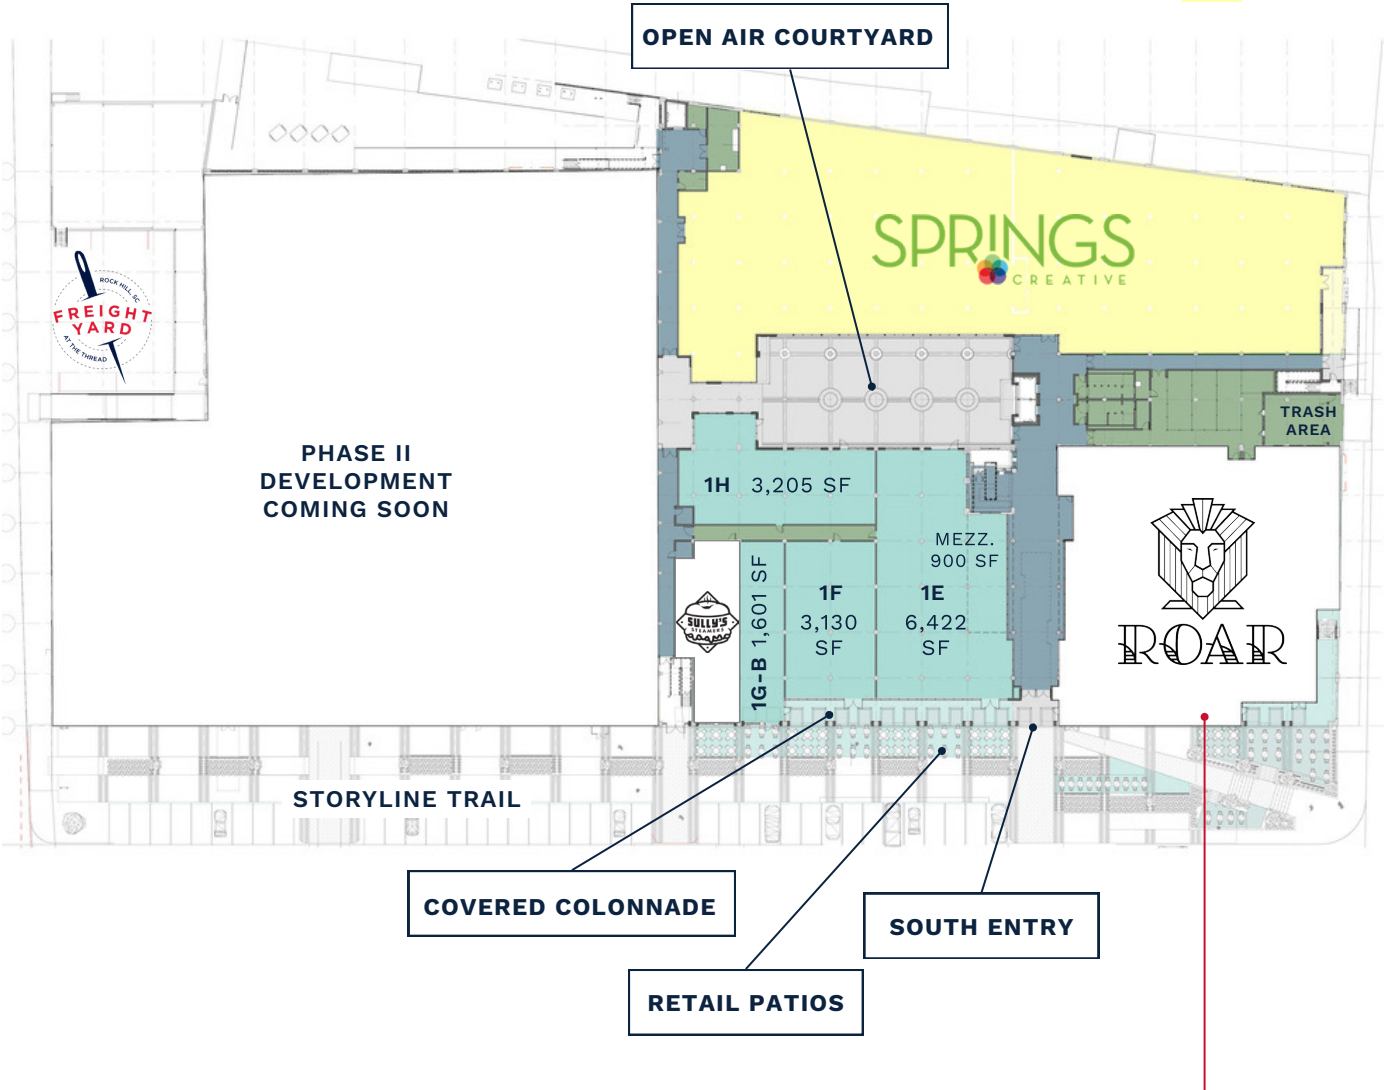 OPEN AIR COURTYARD
SPRINGS
CREATIVE
ROCK HILL, SC
FREIGHT
YARD
AT THE THREAD
TRASH
AREA
PHASE II
DEVELOPMENT
COMING SOON
1H 3,205 SF
MEZZ.
900 SF
1G-B 1,601 SF
1F
3,130
SF
1E
6,422
SF
SULLY'S
STEAMERS
ROAR
STORYLINE TRAIL
COVERED COLONNADE
SOUTH ENTRY
RETAIL PATIOS